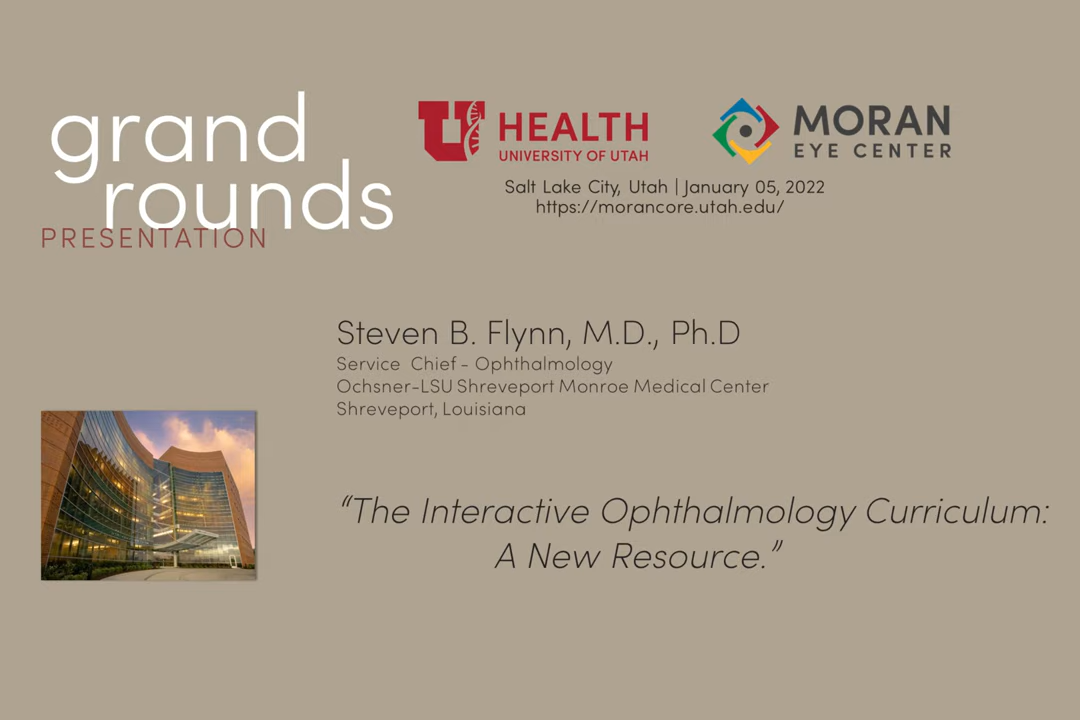 grand
rounds
PRESENTATION
U HEALTH
UNIVERSITY OF UTAH
MORAN
EYE CENTER
Salt Lake City, Utah | January 05, 2022
https://morancore.utah.edu/
Steven B. Flynn, M.D., Ph.D
Service Chief - Ophthalmology
Ochsner-LSU Shreveport Monroe Medical Center
Shreveport, Louisiana
“The Interactive Ophthalmology Curriculum:
A New Resource.”